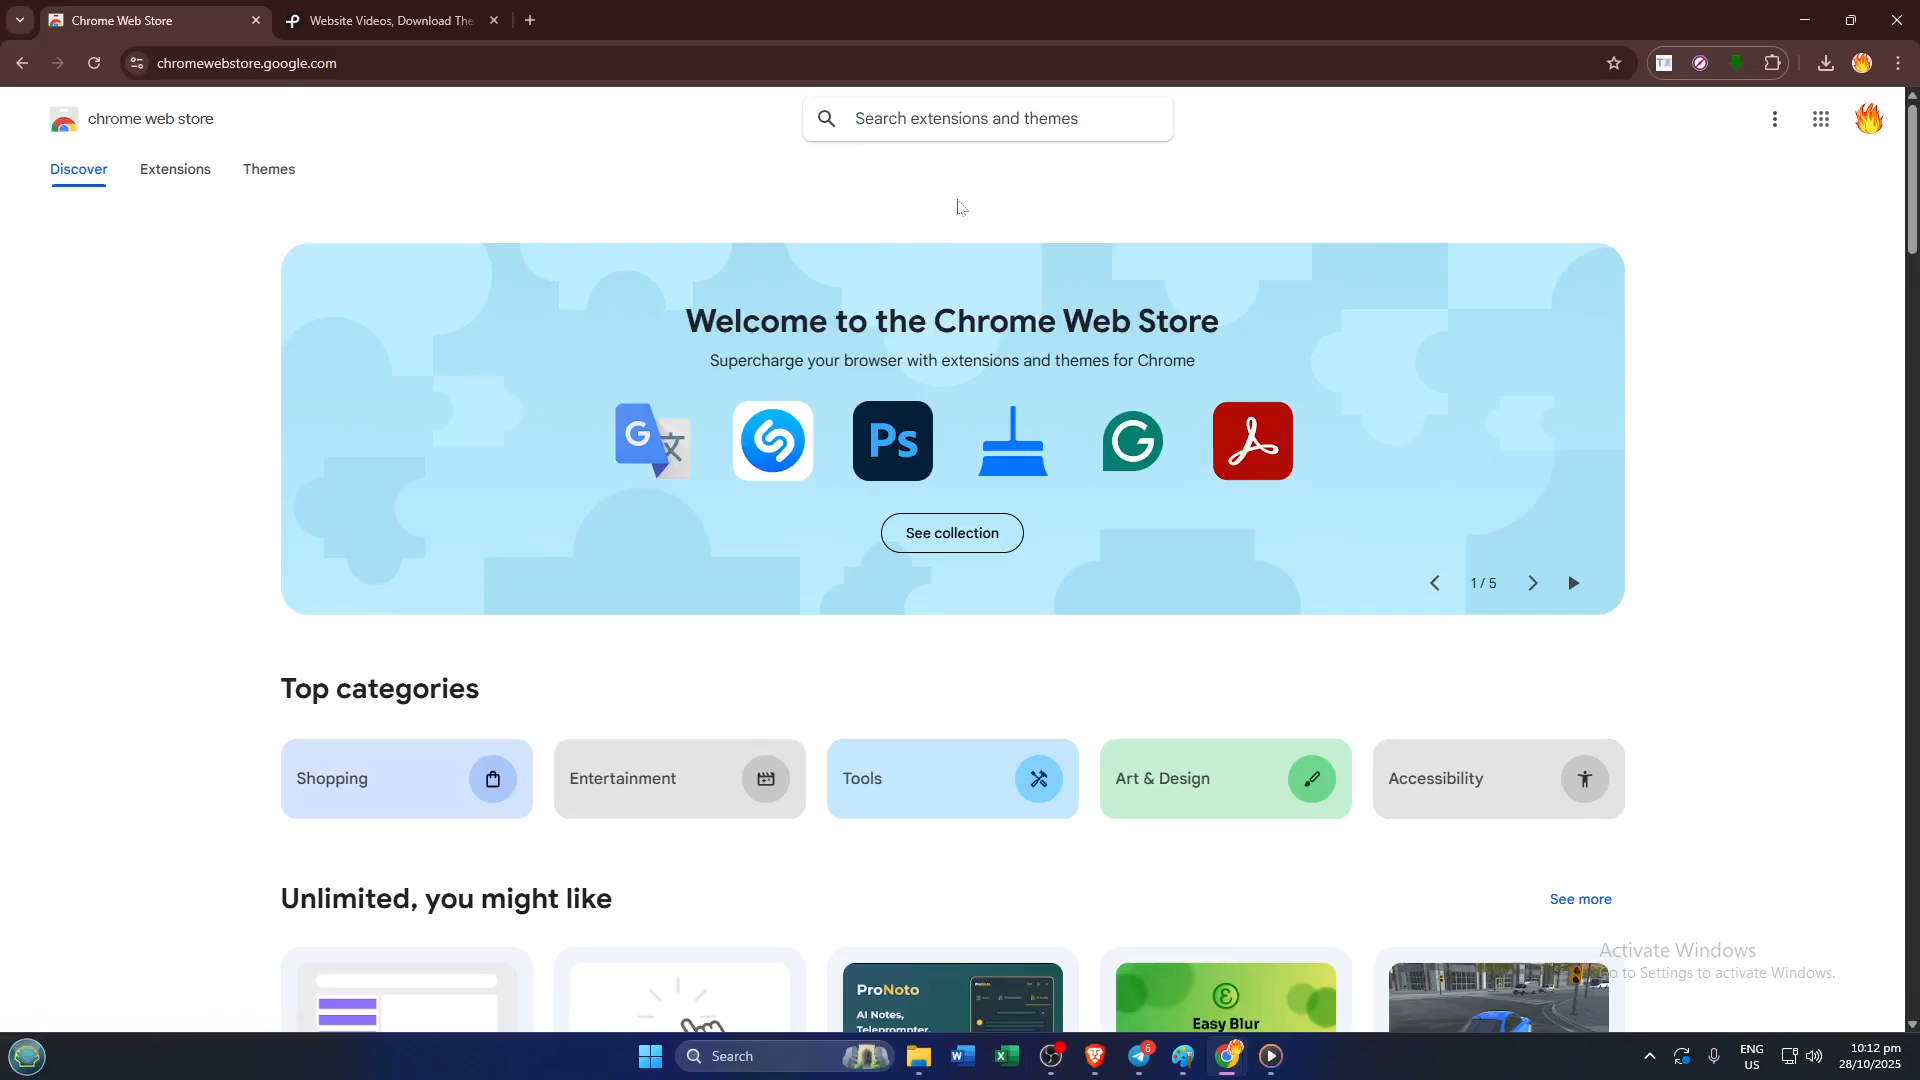 Chrome Web Store
Website Videos, Download The
chromewebstore.google.com
chrome web store
Search extensions and themes
Discover
Extensions
Themes
Welcome to the Chrome Web Store
Supercharge your browser with extensions and themes for Chrome
G
Ps
G
See collection
1 / 5
Top categories
Shopping
Entertainment
Tools
Art & Design
Accessibility
Unlimited, you might like
See more
ProNoto
AI Notes,
Teleprompter,
Easy Blur
Activate Windows
Go to Settings to activate Windows.
Search
6
ENG
US
10:12 pm
28/10/2025